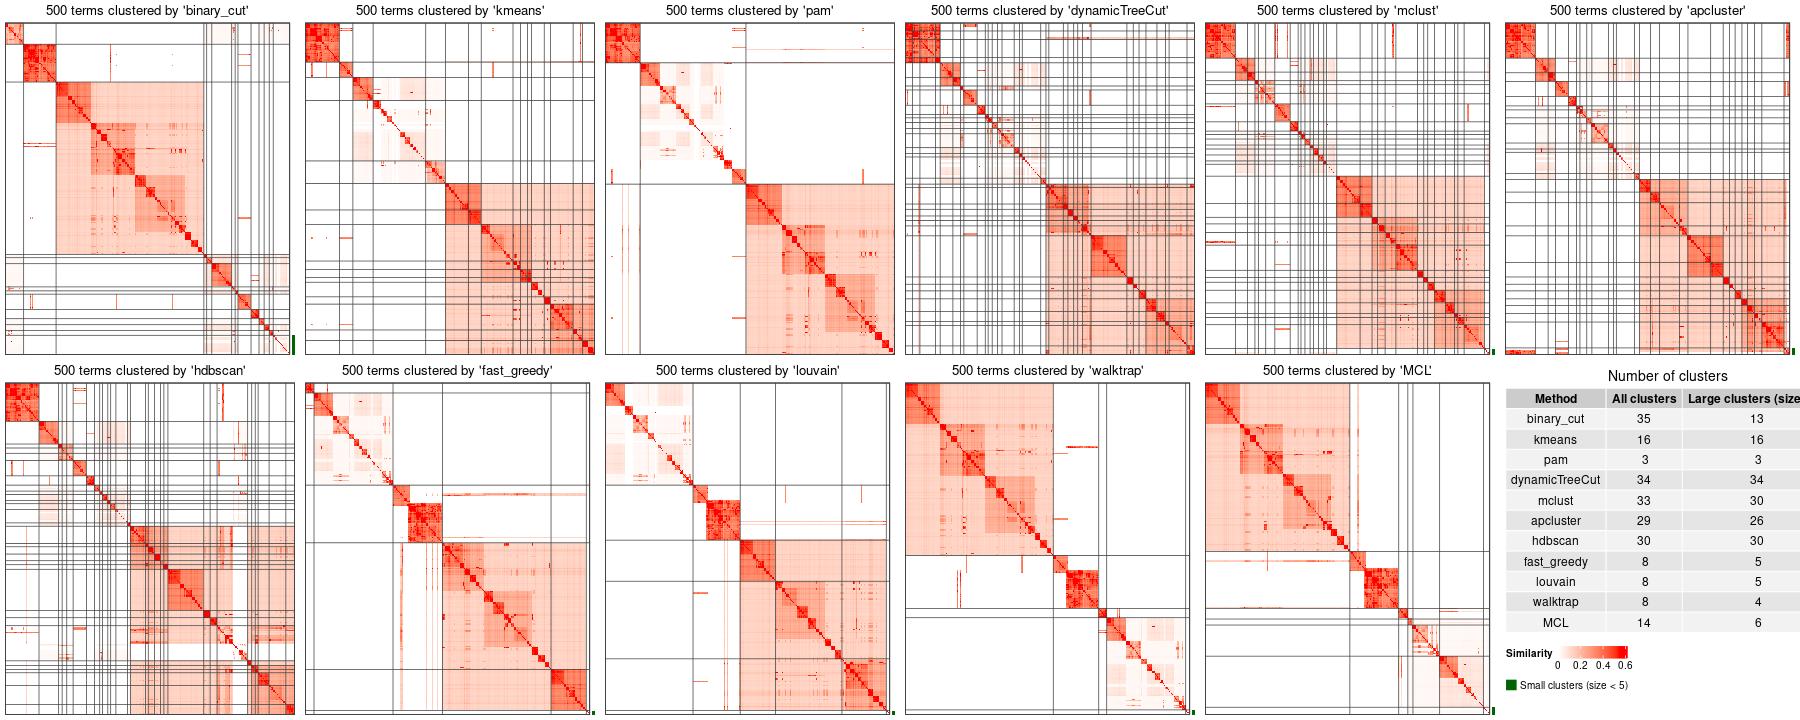 500 terms clustered by 'binary_cut'
500 terms clustered by 'kmeans'
500 terms clustered by 'pam'
500 terms clustered by 'dynamicTreeCut'
500 terms clustered by 'mclust'
500 terms clustered by 'apcluster'
500 terms clustered by 'hdbscan'
500 terms clustered by 'fast_greedy'
500 terms clustered by 'louvain'
500 terms clustered by 'walktrap'
500 terms clustered by 'MCL'
Number of clusters
Method All clusters Large clusters (size
binary_cut 35 13
kmeans 16 16
pam 3 3
dynamicTreeCut 34 34
mclust 33 30
apcluster 29 26
hdbscan 30 30
fast_greedy 8 5
louvain 8 5
walktrap 8 4
MCL 14 6
Similarity
0 0.2 0.4 0.6
Small clusters (size < 5)